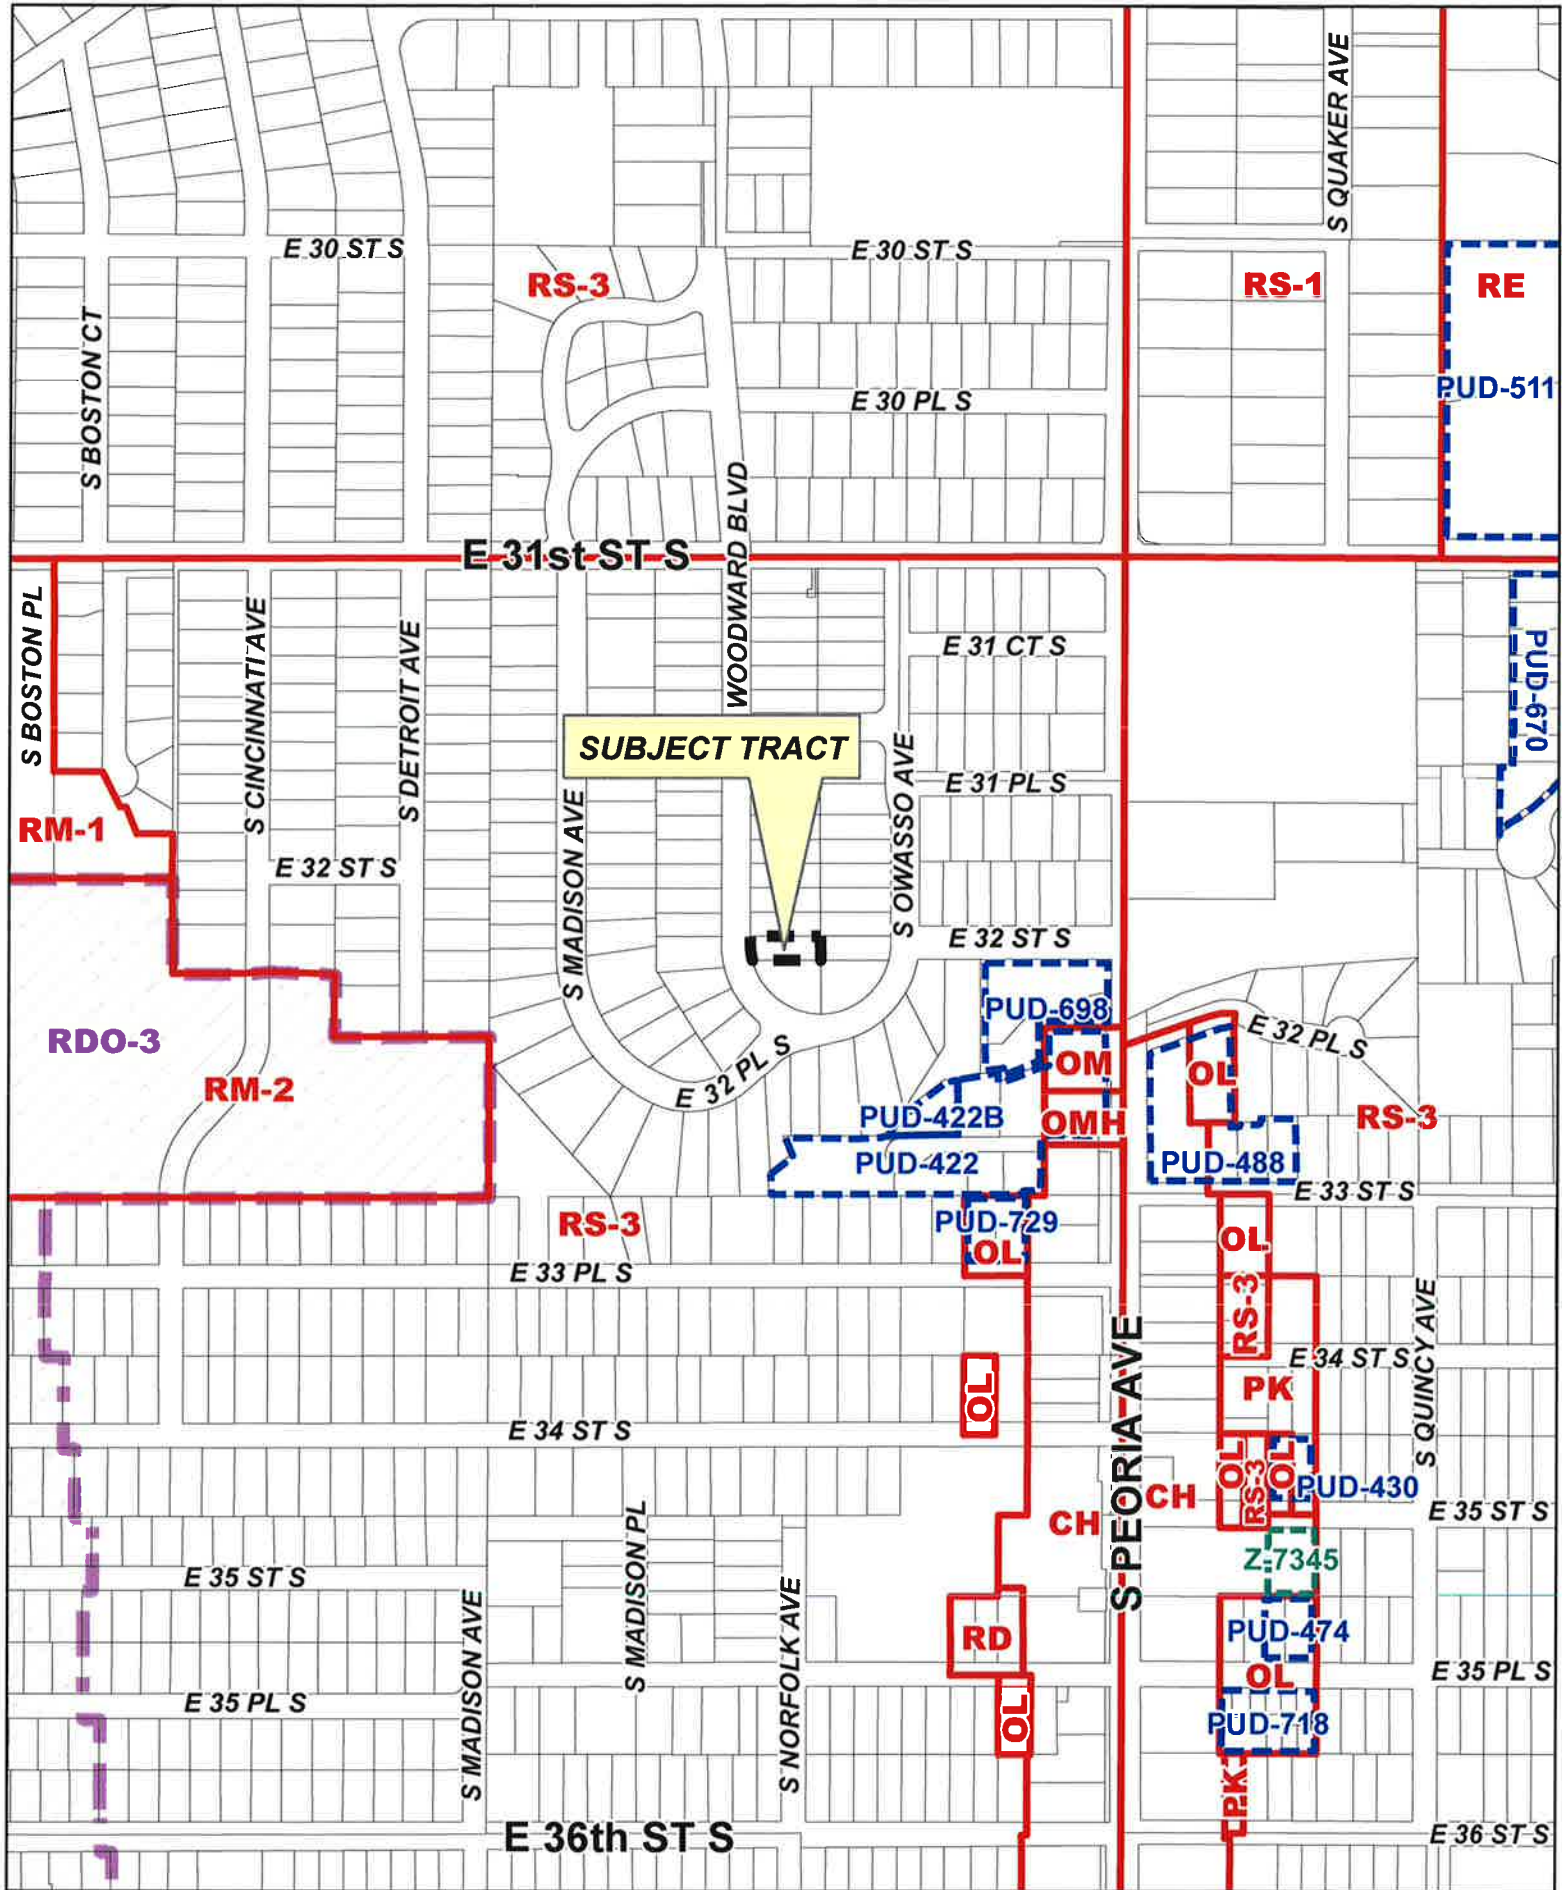 S QUAKER AVE
E 30 ST S
E 30 ST S
RS-3
RS-1
RE
S BOSTON CT
PUD-511
E 30 PL S
WOODWARD BLVD
E 31st ST S
S BOSTON PL
S CINCINNATI AVE
S DETROIT AVE
E 31 CT S
PUD-670
SUBJECT TRACT
S OWASSO AVE
E 31 PL S
S MADISON AVE
RM-1
E 32 ST S
E 32 ST S
PUD-698
RDO-3
E 32 PL S
OM
OL
RM-2
E 32 PL S
PUD-422B
OMH
RS-3
PUD-422
PUD-488
E 33 ST S
RS-3
PUD-729
OL
OL
E 33 PL S
RS-3
S PEORIA AVE
S QUINCY AVE
E 34 ST S
OL
PK
E 34 ST S
OL
RS-3
OL
PUD-430
CH
CH
E 35 ST S
S MADISON PL
Z-7345
E 35 ST S
S MADISON AVE
S NORFOLK AVE
RD
PUD-474
OL
E 35 PL S
E 35 PL S
OL
PUD-718
PK
E 36th ST S
E 36 ST S